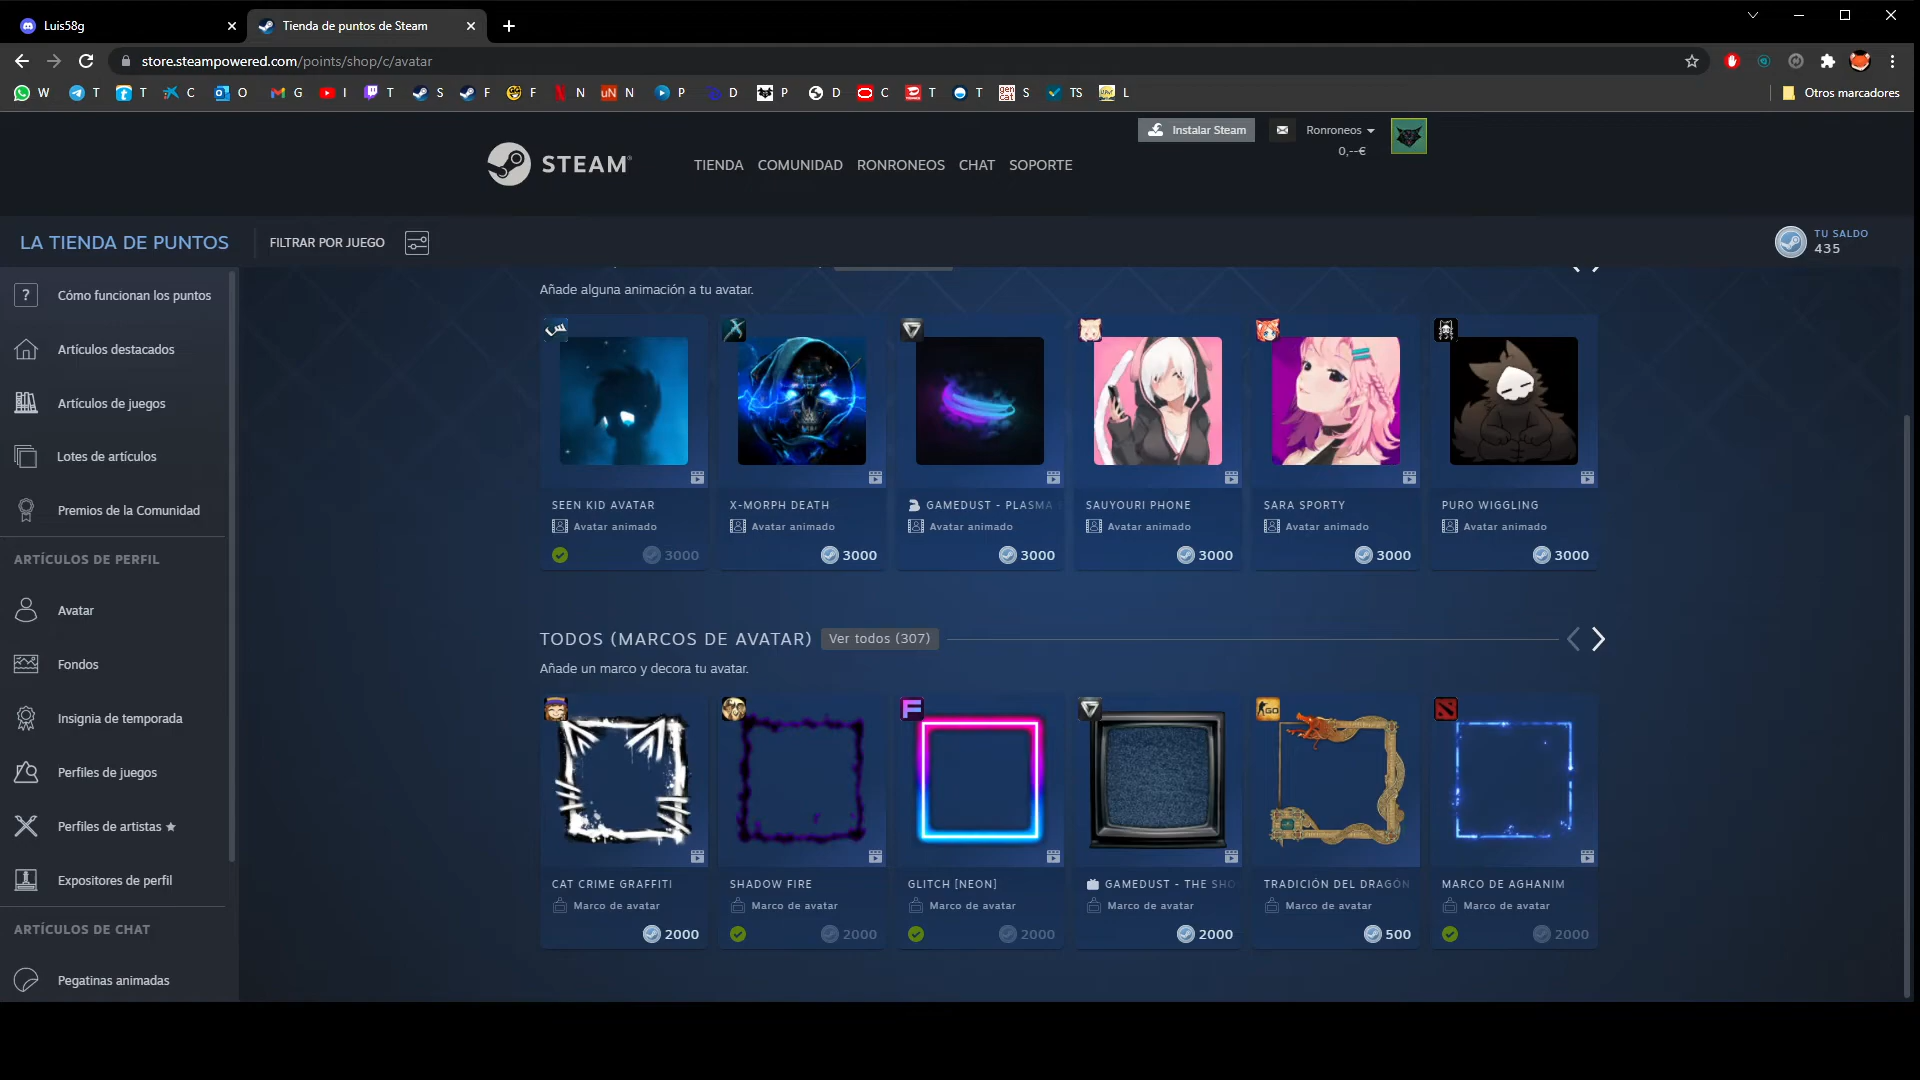 Luis58g
Tienda de puntos de Steam
store.steampowered.com/points/shop/c/avatar
W T T C O G I T S F F N N P D P D C T T S TS L
Otros marcadores
Instalar Steam
Ronroneos
0,--€
STEAM
TIENDA COMUNIDAD RONRONEOS CHAT SOPORTE
LA TIENDA DE PUNTOS
FILTRAR POR JUEGO
TU SALDO
435
Cómo funcionan los puntos
Artículos destacados
Artículos de juegos
Lotes de artículos
Premios de la Comunidad
ARTÍCULOS DE PERFIL
Avatar
Fondos
Insignia de temporada
Perfiles de juegos
Perfiles de artistas
Expositores de perfil
ARTÍCULOS DE CHAT
Pegatinas animadas
Añade alguna animación a tu avatar.
SEEN KID AVATAR
Avatar animado
3000
X-MORPH DEATH
Avatar animado
3000
GAMEDUST - PLASMA
Avatar animado
3000
SAUYOURI PHONE
Avatar animado
3000
SARA SPORTY
Avatar animado
3000
PURO WIGGLING
Avatar animado
3000
TODOS (MARCOS DE AVATAR)
Ver todos (307)
Añade un marco y decora tu avatar.
CAT CRIME GRAFFITI
Marco de avatar
2000
SHADOW FIRE
Marco de avatar
2000
GLITCH [NEON]
Marco de avatar
2000
GAMEDUST - THE SHO
Marco de avatar
2000
TRADICIÓN DEL DRAGÓN
Marco de avatar
500
MARCO DE AGHANIM
Marco de avatar
2000